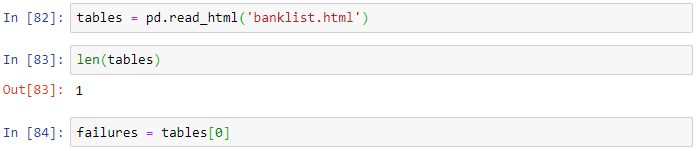 In [82]: tables = pd.read_html('banklist.html')
In [83]: len(tables)
Out[83]: 1
In [84]: failures = tables[0]